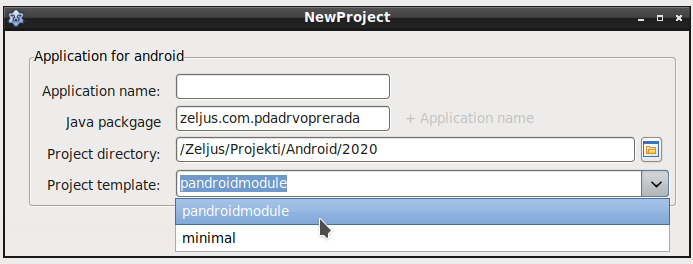 NewProject
Application for android
Application name:
Java packgage zeljus.com.pdadrvoprerada + Application name
Project directory: /Zeljus/Projekti/Android/2020
Project template: pandroidmodule
pandroidmodule
minimal